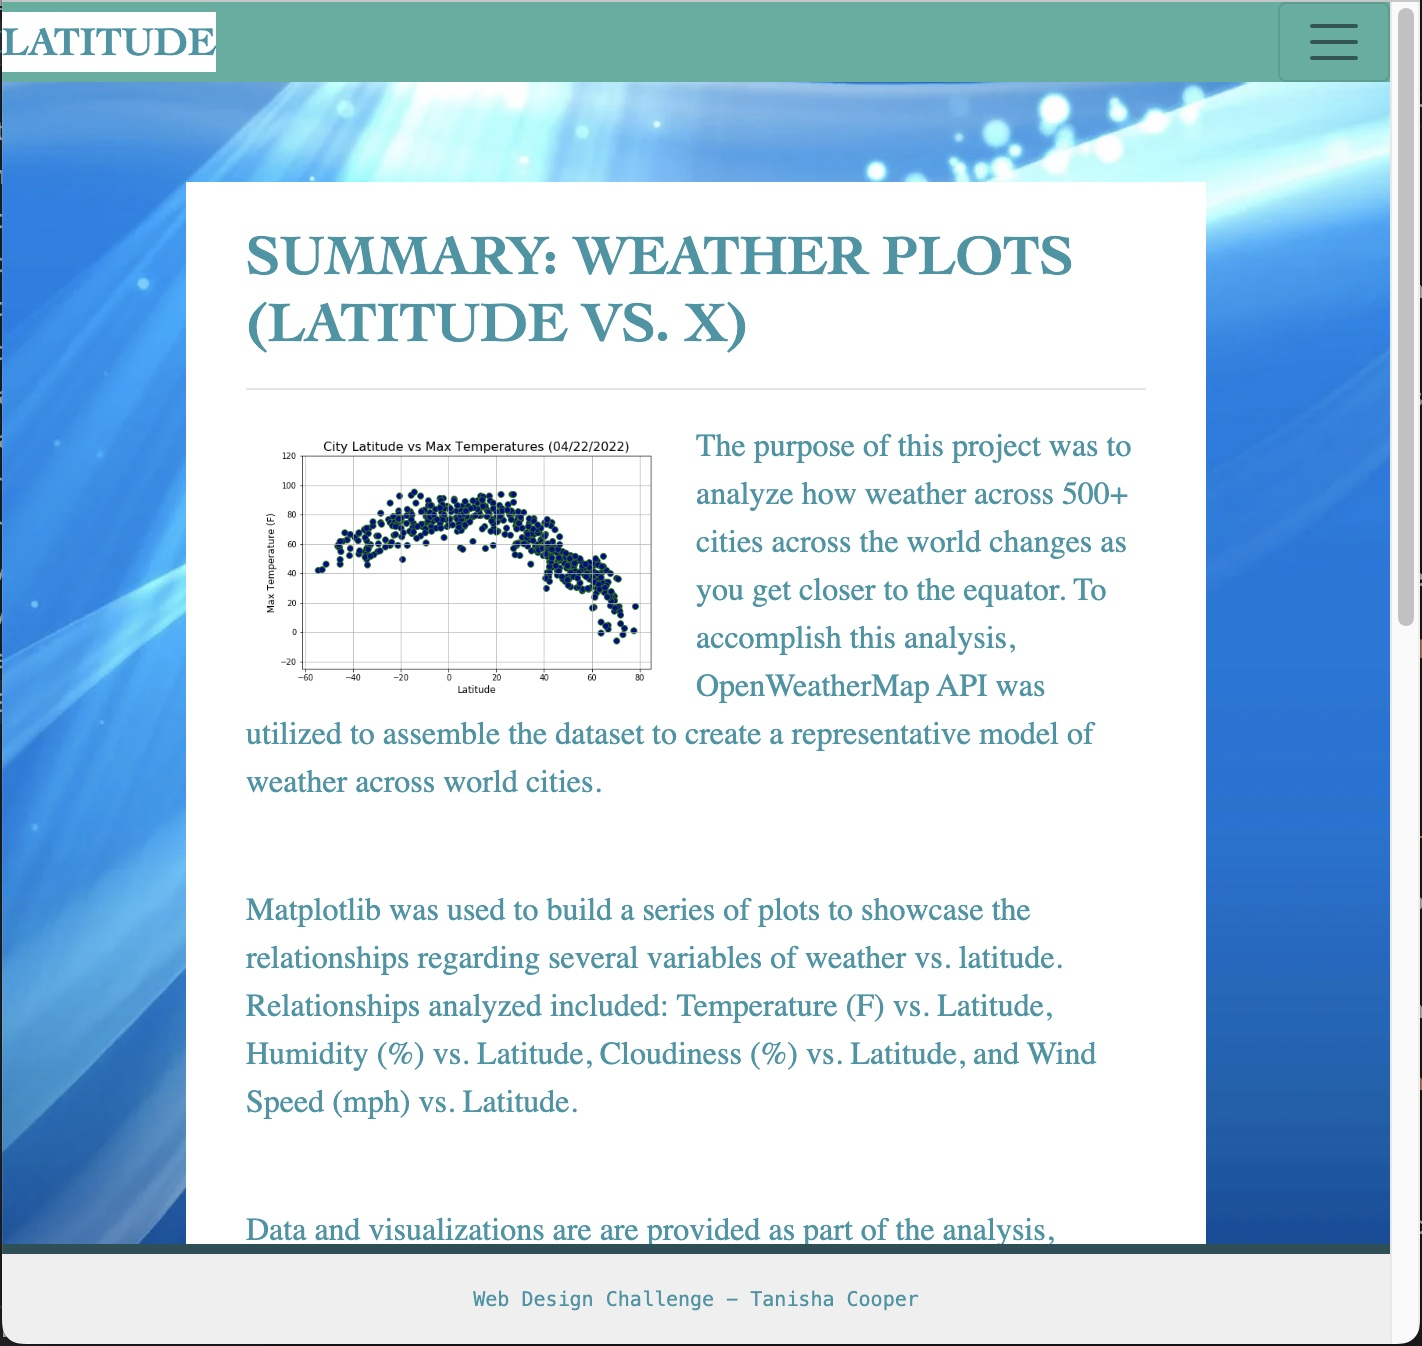 LATITUDE
SUMMARY: WEATHER PLOTS
(LATITUDE VS. X)
City Latitude vs Max Temperatures (04/22/2022)
120
100
80
60
40
20
0
−20
Max Temperature (F)
−60 −40 −20 0 20 40 60 80
Latitude
The purpose of this project was to
analyze how weather across 500+
cities across the world changes as
you get closer to the equator. To
accomplish this analysis,
OpenWeatherMap API was
utilized to assemble the dataset to create a representative model of
weather across world cities.
Matplotlib was used to build a series of plots to showcase the
relationships regarding several variables of weather vs. latitude.
Relationships analyzed included: Temperature (F) vs. Latitude,
Humidity (%) vs. Latitude, Cloudiness (%) vs. Latitude, and Wind
Speed (mph) vs. Latitude.
Data and visualizations are are provided as part of the analysis,
Web Design Challenge – Tanisha Cooper